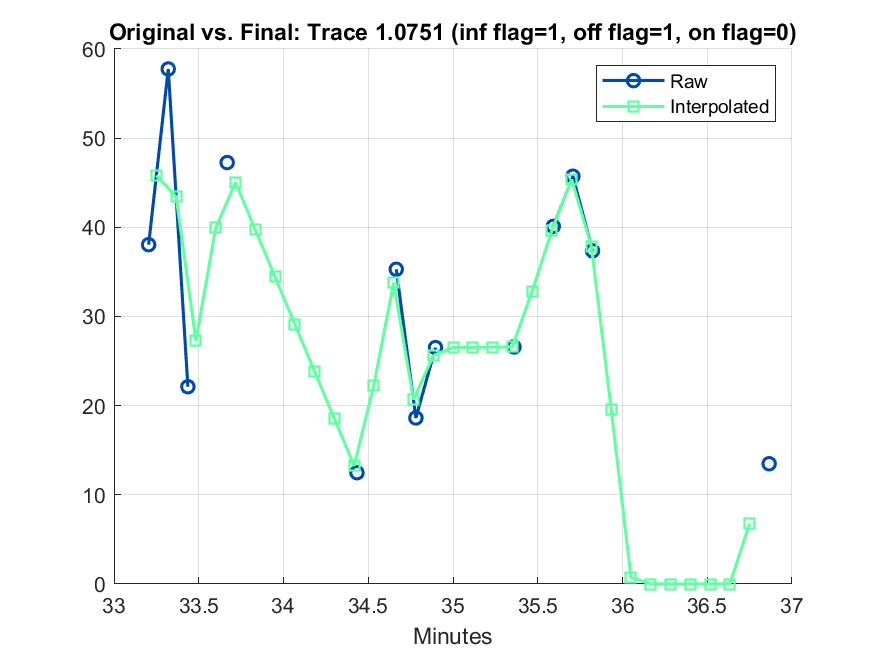 Original vs. Final: Trace 1.0751 (inf flag=1, off flag=1, on flag=0)
60
Raw
Interpolated
50
40
30
20
10
0
33 33.5 34 34.5 35 35.5 36 36.5 37
Minutes